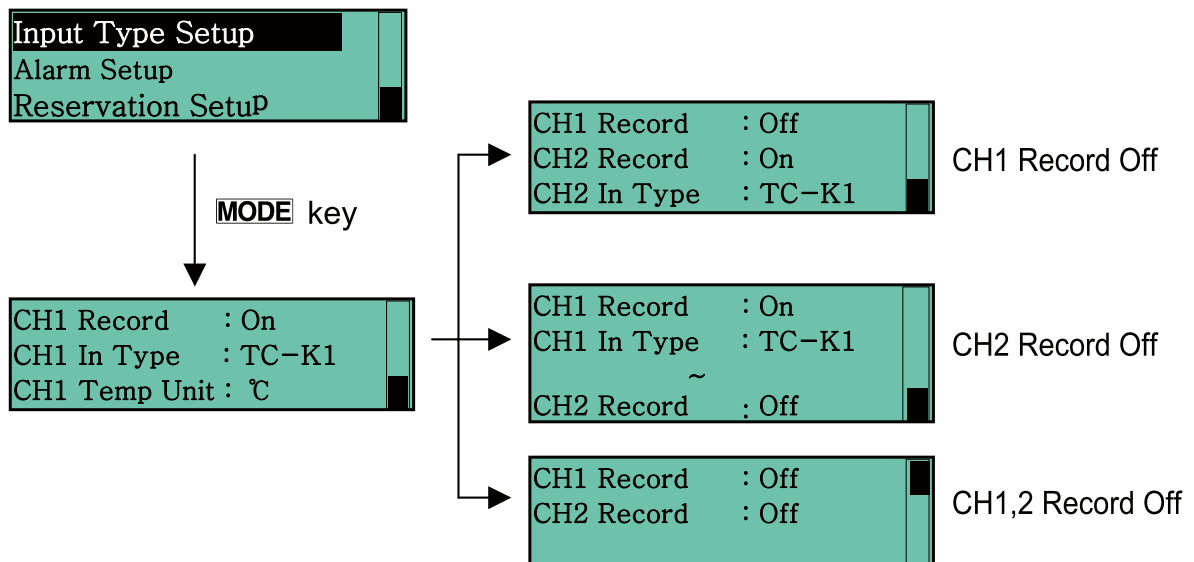 Input Type Setup
Alarm Setup
Reservation Setup
MODE key
CH1 Record : On
CH1 In Type : TC-K1
CH1 Temp Unit : ℃
CH1 Record : Off
CH2 Record : On
CH2 In Type : TC-K1
CH1 Record Off
CH1 Record : On
CH1 In Type : TC-K1
~
CH2 Record : Off
CH2 Record Off
CH1 Record : Off
CH2 Record : Off
CH1,2 Record Off